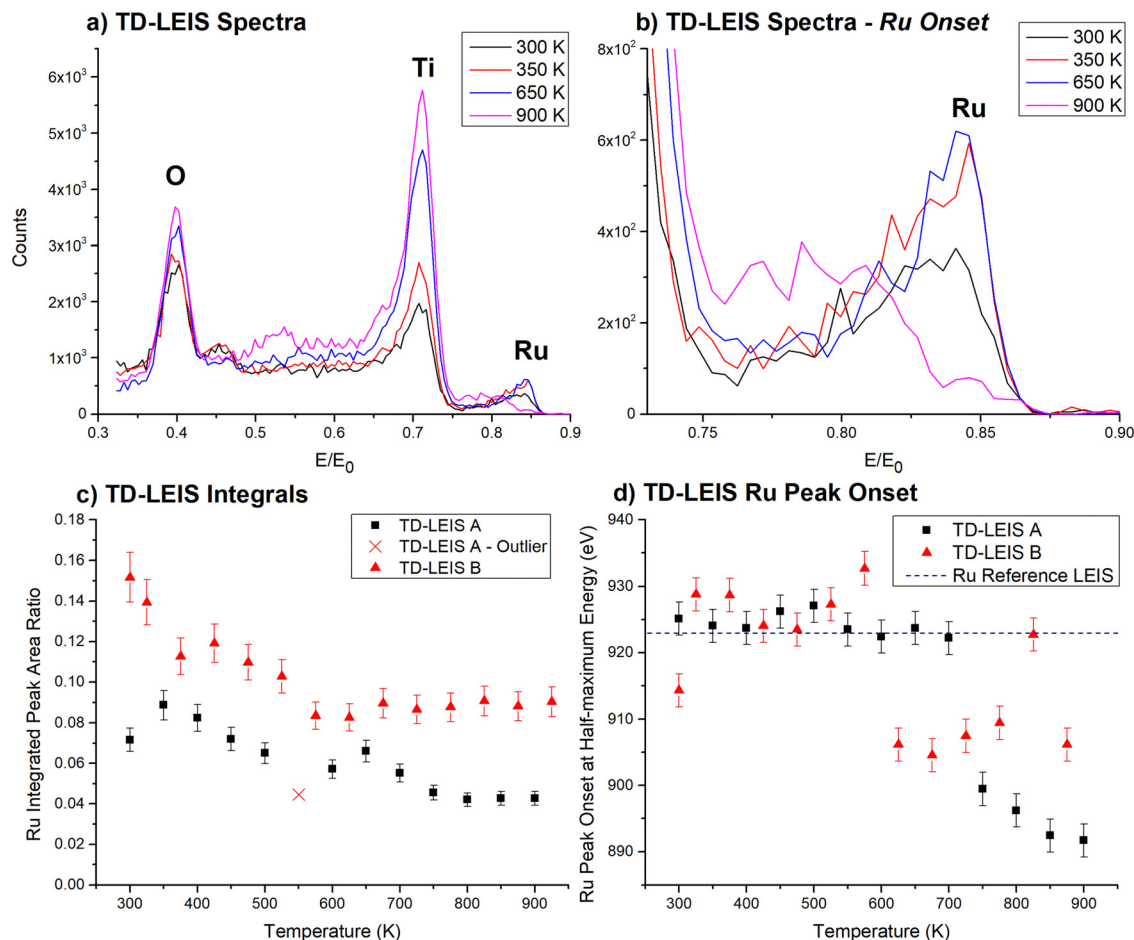 a) TD-LEIS Spectra
300 K
350 K
650 K
900 K
O
Ti
Ru
6x10³
5x10³
4x10³
3x10³
2x10³
1x10³
0
Counts
0.3 0.4 0.5 0.6 0.7 0.8 0.9
E/E₀
b) TD-LEIS Spectra - Ru Onset
300 K
350 K
650 K
900 K
Ru
8x10²
6x10²
4x10²
2x10²
0
0.75 0.80 0.85 0.90
E/E₀
c) TD-LEIS Integrals
TD-LEIS A
TD-LEIS A - Outlier
TD-LEIS B
0.18
0.16
0.14
0.12
0.10
0.08
0.06
0.04
0.02
0.00
Ru Integrated Peak Area Ratio
300 400 500 600 700 800 900
Temperature (K)
d) TD-LEIS Ru Peak Onset
TD-LEIS A
TD-LEIS B
Ru Reference LEIS
940
930
920
910
900
890
Ru Peak Onset at Half-maximum Energy (eV)
300 400 500 600 700 800 900
Temperature (K)